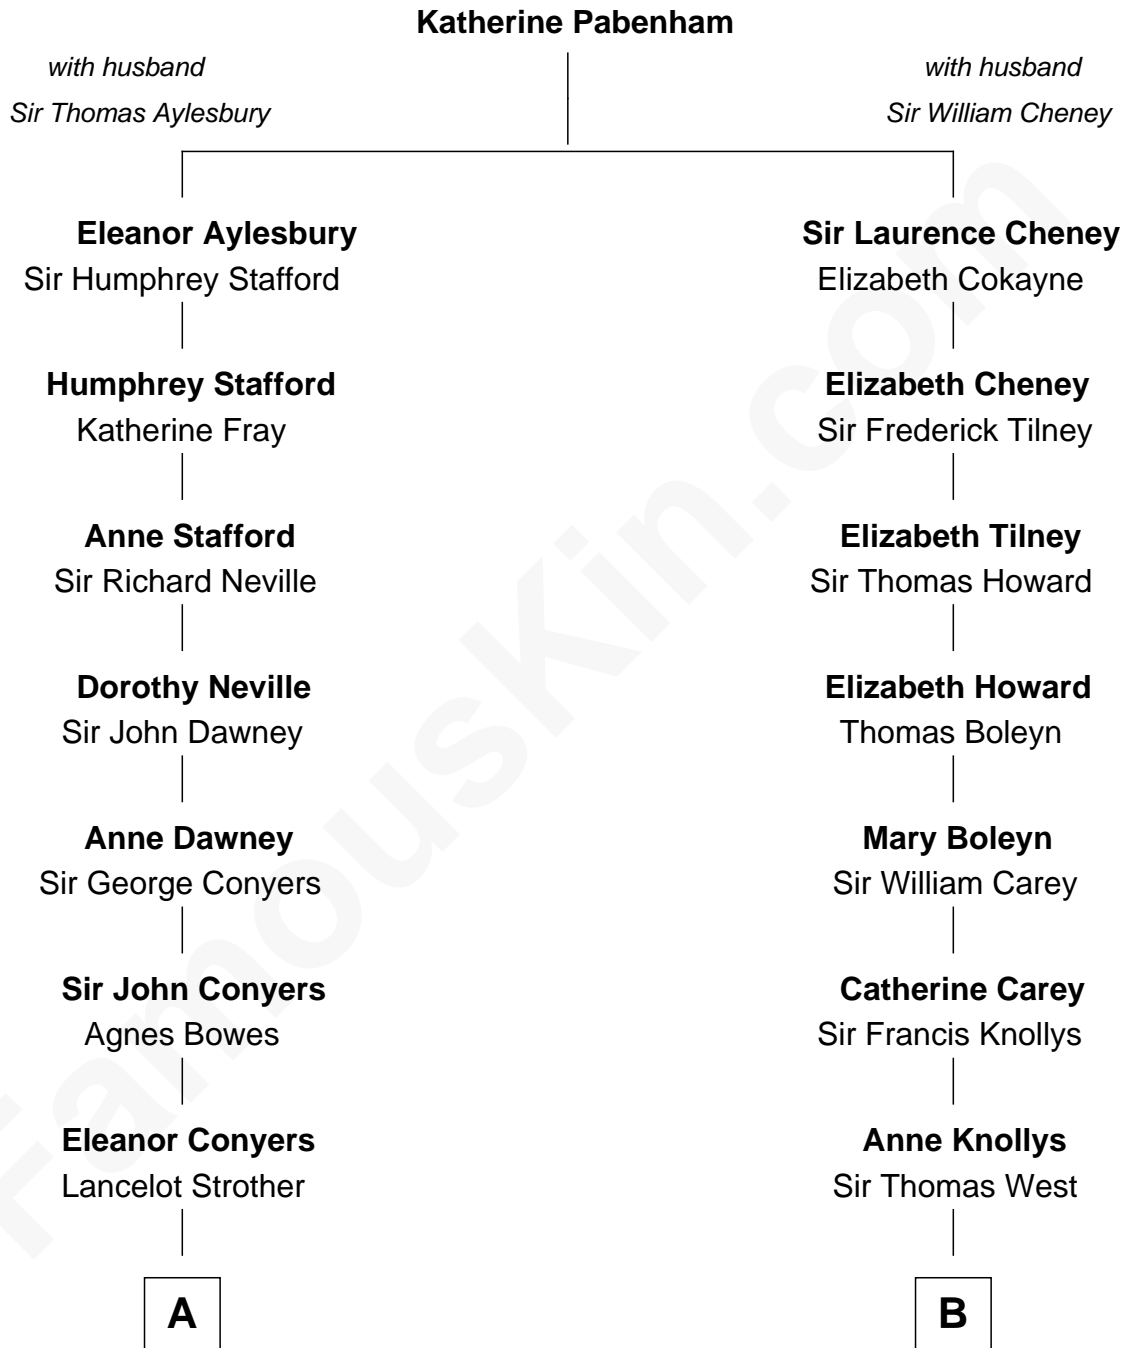 Katherine Pabenham
with husband
Sir Thomas Aylesbury
with husband
Sir William Cheney
Eleanor Aylesbury
Sir Humphrey Stafford
Sir Laurence Cheney
Elizabeth Cokayne
Humphrey Stafford
Katherine Fray
Elizabeth Cheney
Sir Frederick Tilney
Anne Stafford
Sir Richard Neville
Elizabeth Tilney
Sir Thomas Howard
Dorothy Neville
Sir John Dawney
Elizabeth Howard
Thomas Boleyn
Anne Dawney
Sir George Conyers
Mary Boleyn
Sir William Carey
Sir John Conyers
Agnes Bowes
Catherine Carey
Sir Francis Knollys
Eleanor Conyers
Lancelot Strother
Anne Knollys
Sir Thomas West
A
B
FamousKin.com